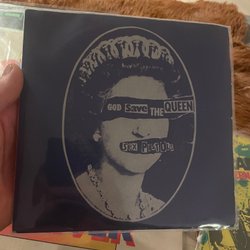 GOD Save THE QUEEN
SEX PISTOLS